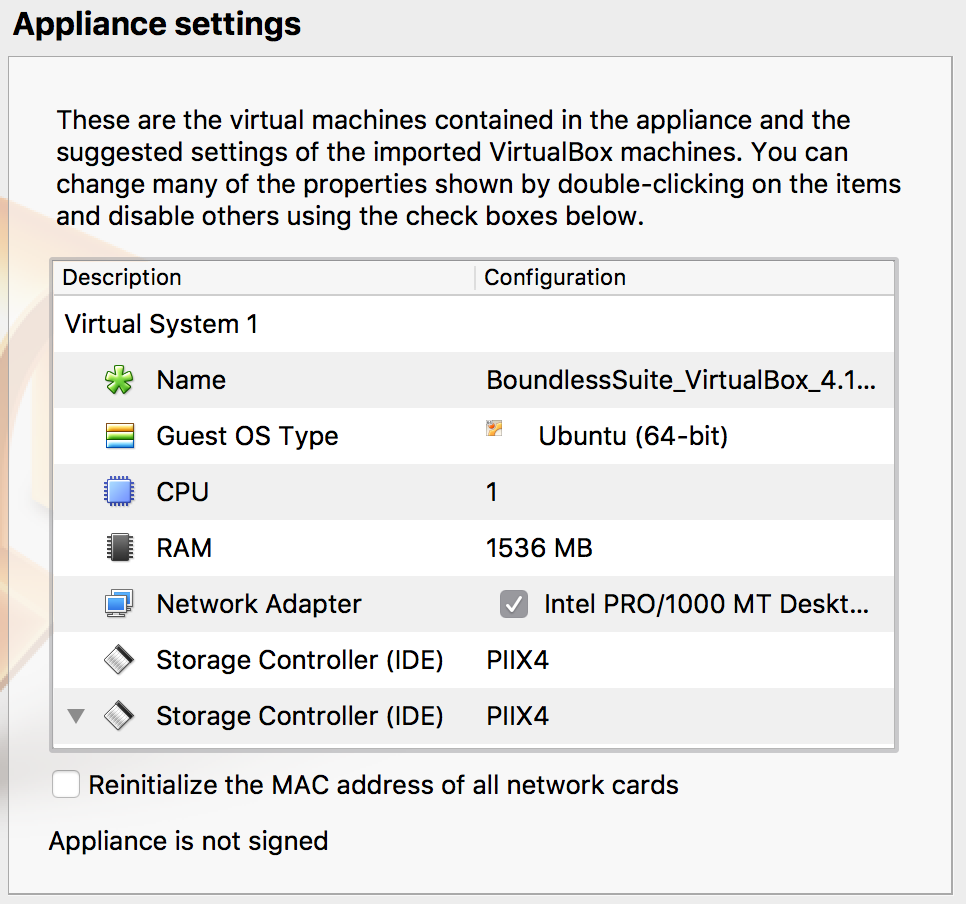 Appliance settings
These are the virtual machines contained in the appliance and the
suggested settings of the imported VirtualBox machines. You can
change many of the properties shown by double-clicking on the items
and disable others using the check boxes below.
Description Configuration
Virtual System 1
Name BoundlessSuite_VirtualBox_4.1...
Guest OS Type Ubuntu (64-bit)
CPU 1
RAM 1536 MB
Network Adapter Intel PRO/1000 MT Deskt...
Storage Controller (IDE) PIIX4
Storage Controller (IDE) PIIX4
Reinitialize the MAC address of all network cards
Appliance is not signed